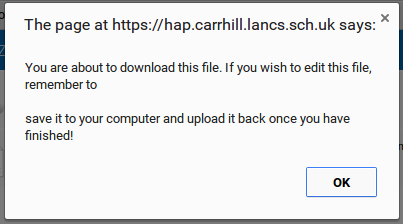 The page at https://hap.carrhill.lancs.sch.uk says:
You are about to download this file. If you wish to edit this file,
remember to
save it to your computer and upload it back once you have
finished!
OK